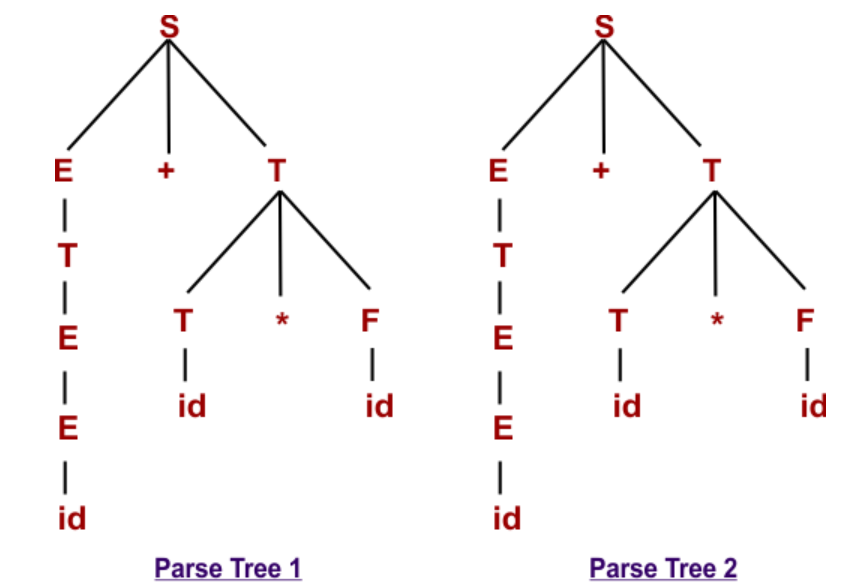 S S
E + T E + T
T T
T * F T * F
E E
id id id id
E E
id id
Parse Tree 1 Parse Tree 2